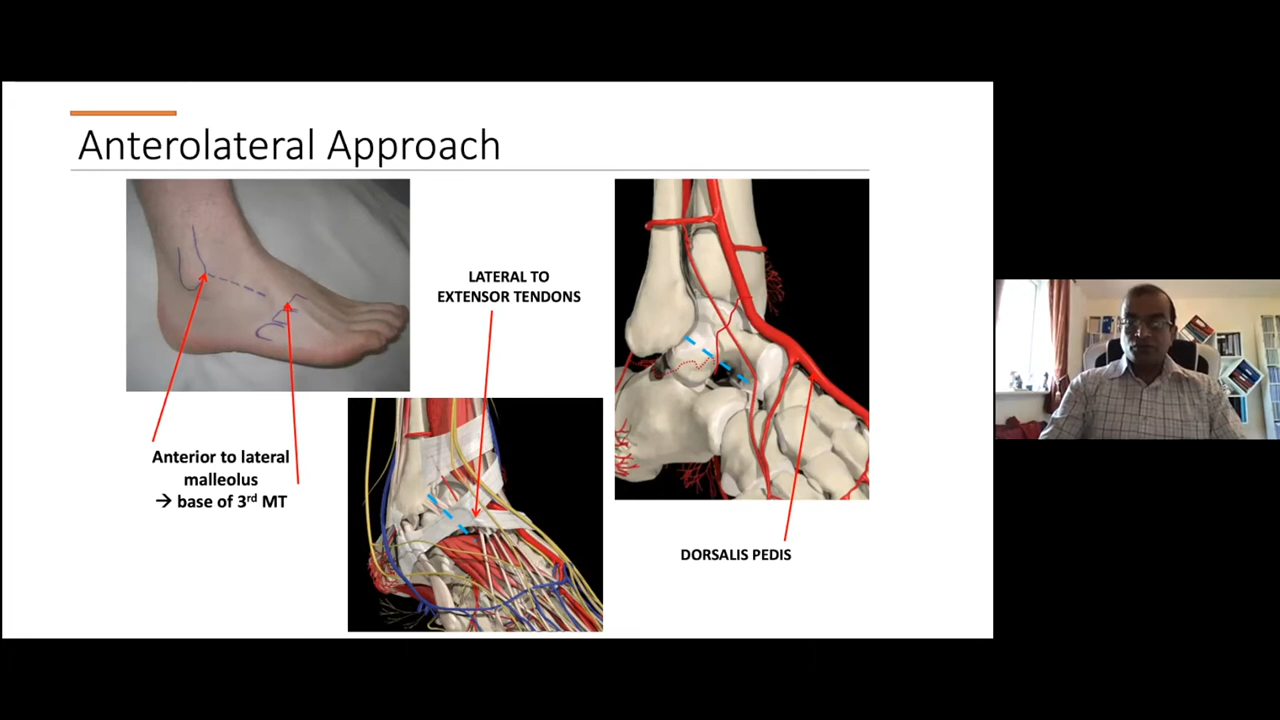 Anterolateral Approach
LATERAL TO
EXTENSOR TENDONS
Anterior to lateral
malleolus
→ base of 3rd MT
DORSALIS PEDIS